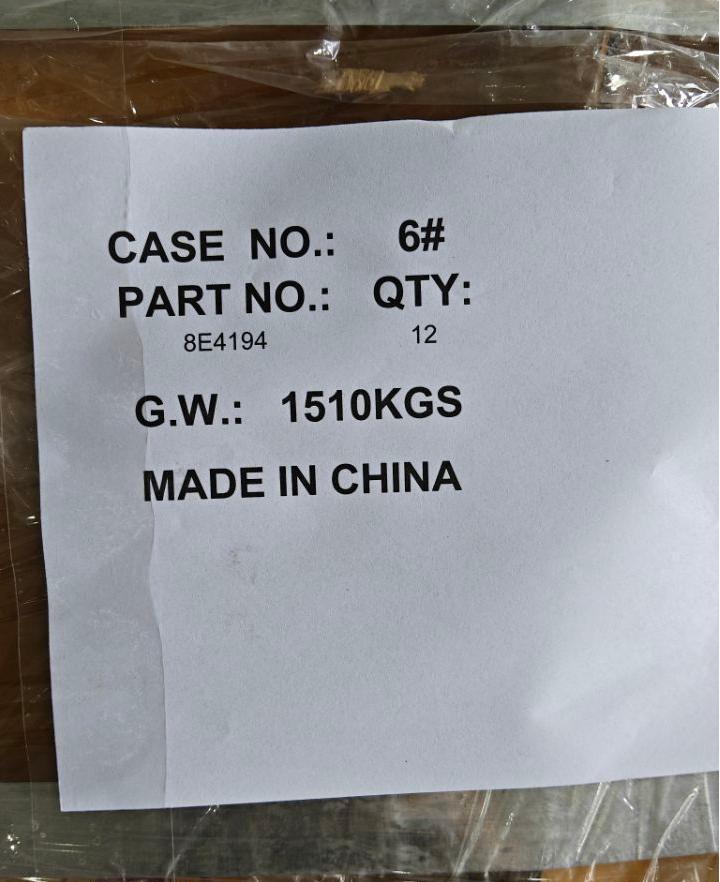 CASE NO.: 6#
PART NO.: QTY:
8E4194 12
G.W.: 1510KGS
MADE IN CHINA